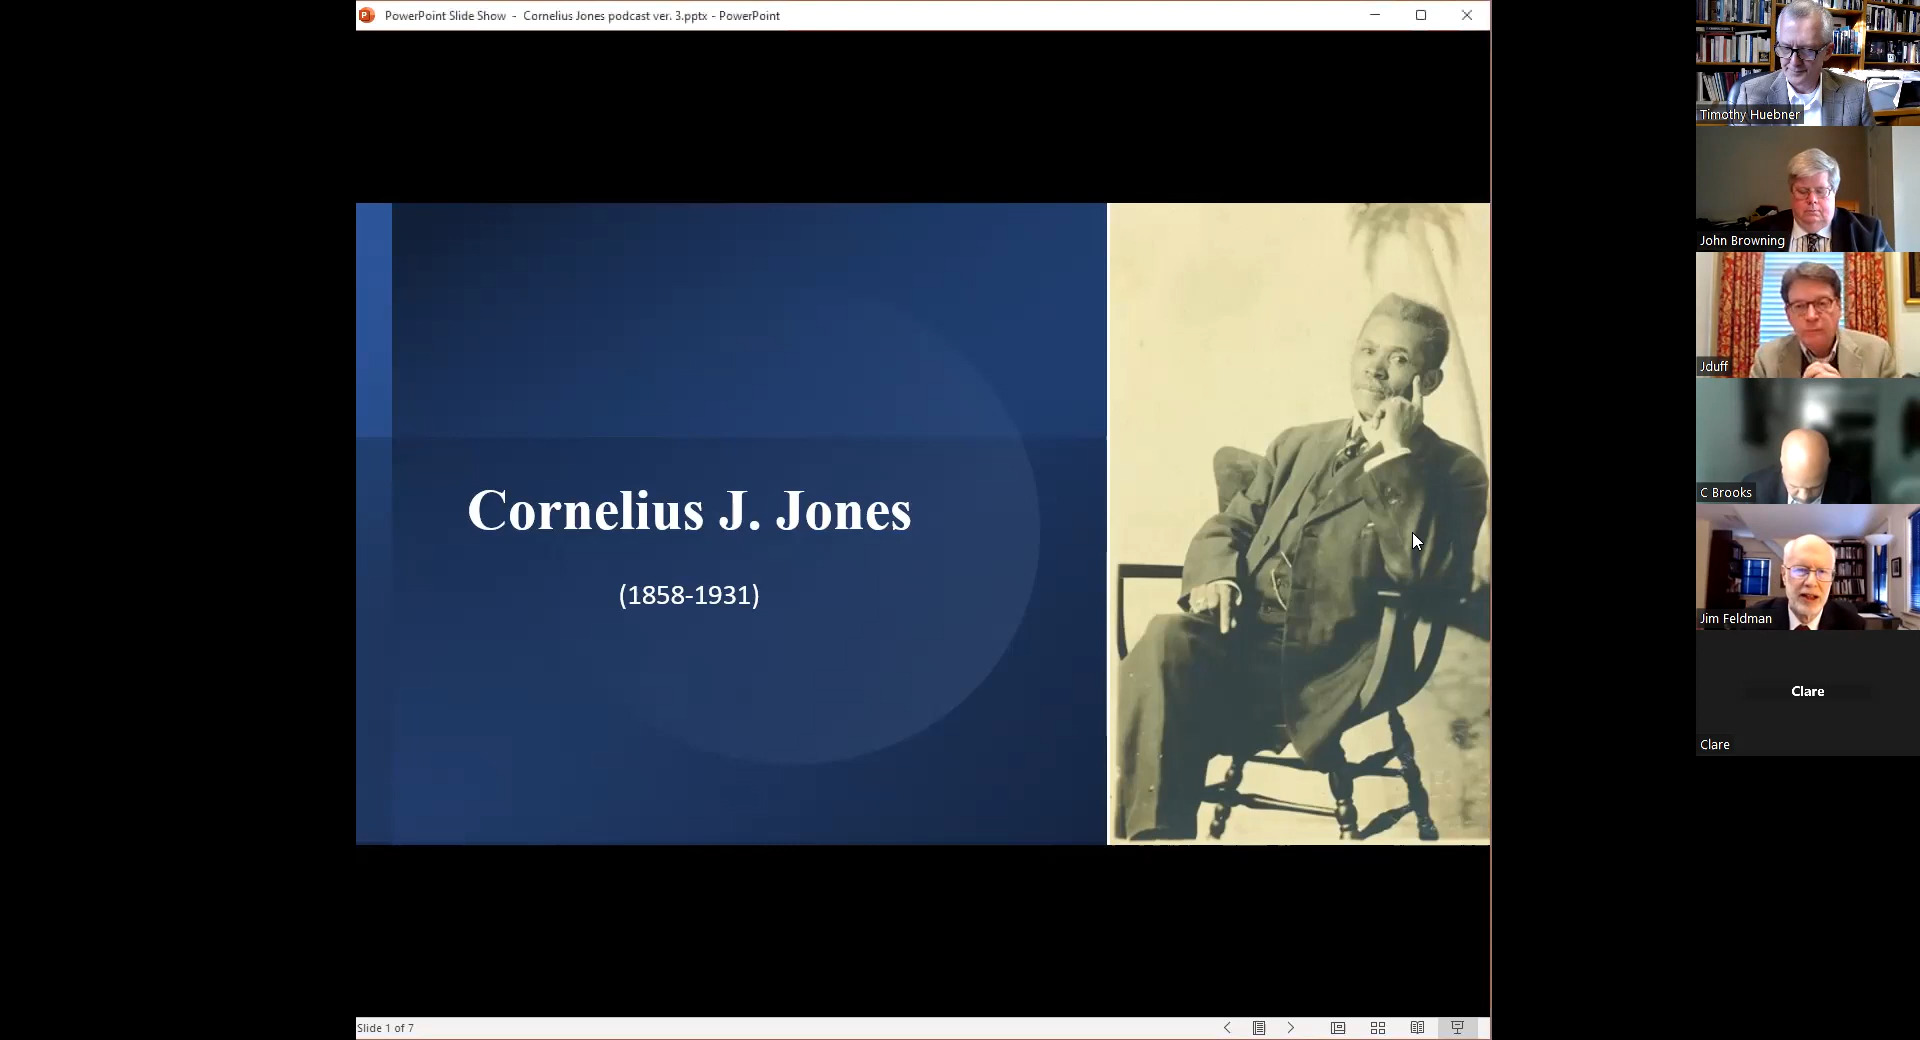 PowerPoint Slide Show - Cornelius Jones podcast ver. 3.pptx - PowerPoint
Cornelius J. Jones
(1858-1931)
Slide 1 of 7
Timothy Huebner
John Browning
Jduff
C Brooks
Jim Feldman
Clare
Clare